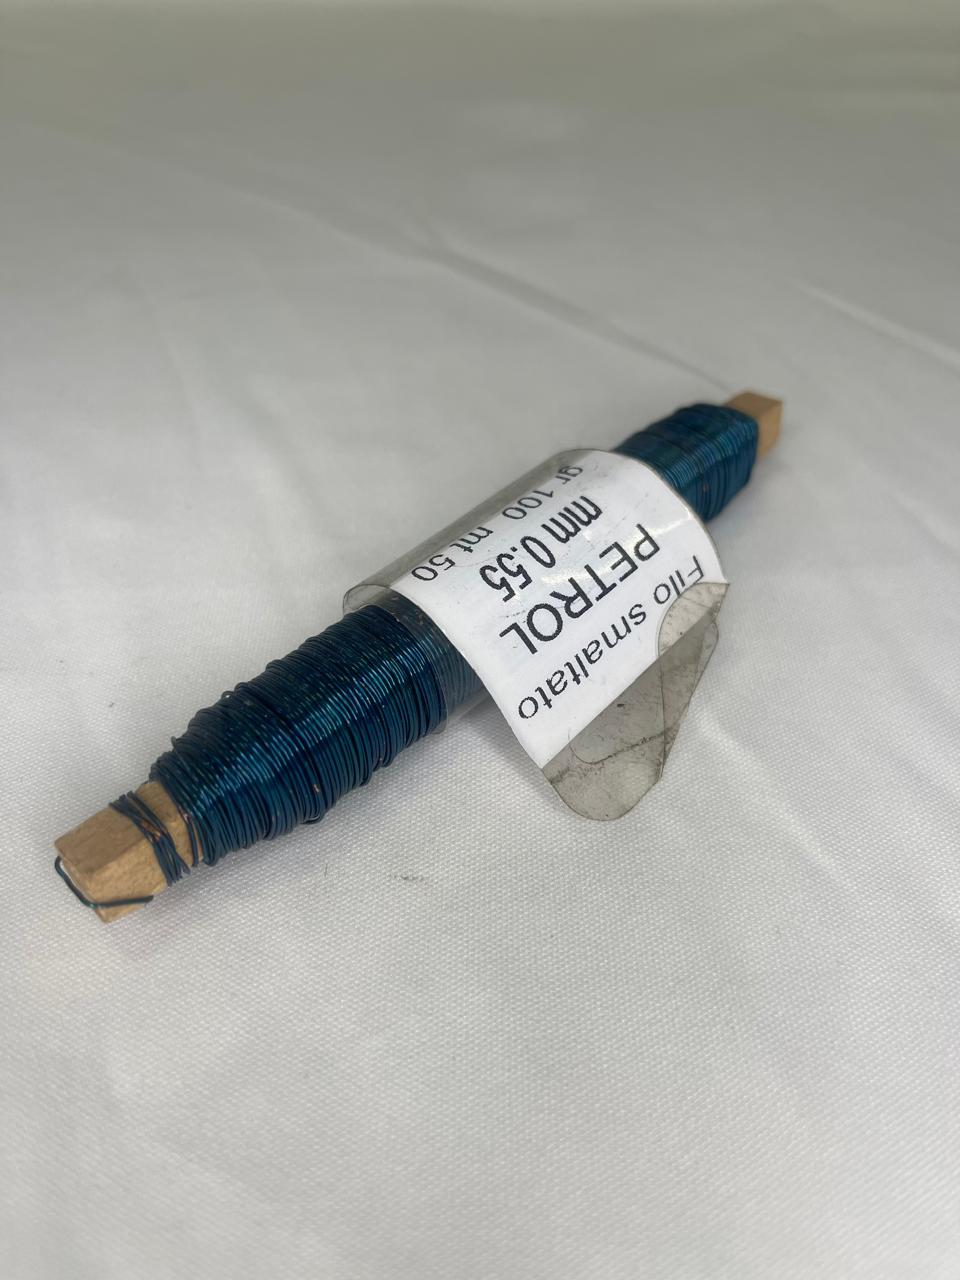 Filo smaltato
PETROL
mm 0.55
gr 100 mt 50